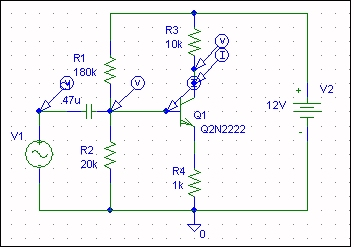 R3
10k
V
I
R1
180k
V
V2
.47u
Q1
12V
+
-
Q2N2222
V1
R2
20k
R4
1k
0